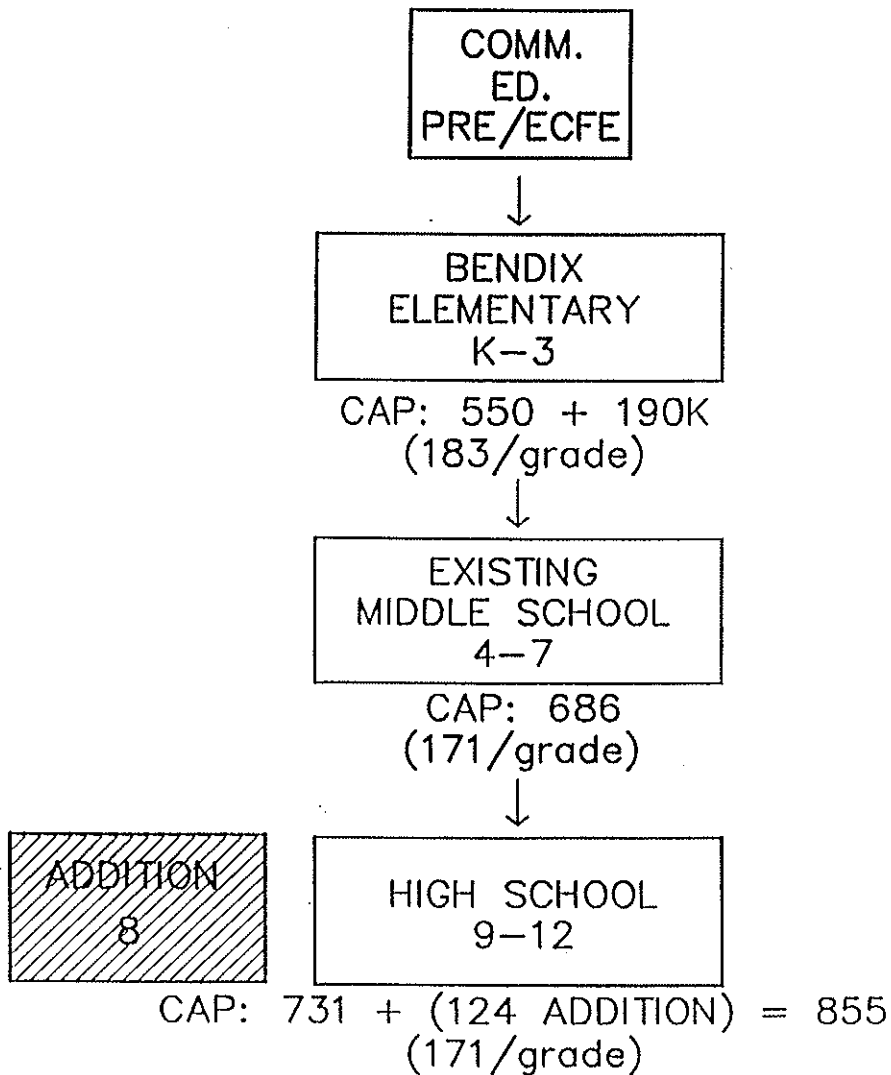 COMM.
ED.
PRE/ECFE
BENDIX
ELEMENTARY
K-3
CAP: 550 + 190K
(183/grade)
EXISTING
MIDDLE SCHOOL
4-7
CAP: 686
(171/grade)
ADDITION
8
HIGH SCHOOL
9-12
CAP: 731 + (124 ADDITION) = 855
(171/grade)